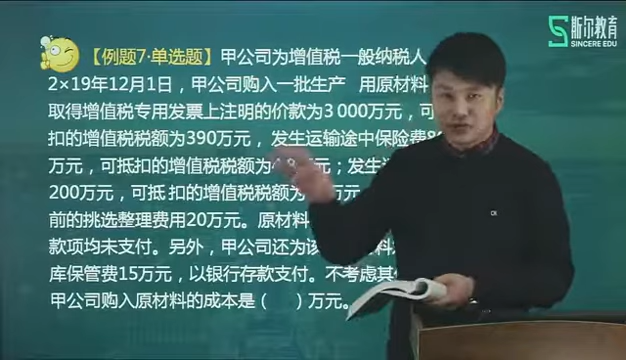 斯尔教育
SINCERE EDU
【例题7·单选题】甲公司为增值税一般纳税人
2×19年12月1日，甲公司购入一批生产 用原材料
取得增值税专用发票上注明的价款为3 000万元，可
扣的增值税税额为390万元，发生运输途中保险费8
万元，可抵扣的增值税税额为 元；发生
200万元，可抵扣的增值税税额为 万元
前的挑选整理费用20万元。原材料
款项均未支付。另外，甲公司还为该
库保管费15万元，以银行存款支付。不考虑其
甲公司购入原材料的成本是（ ）万元。